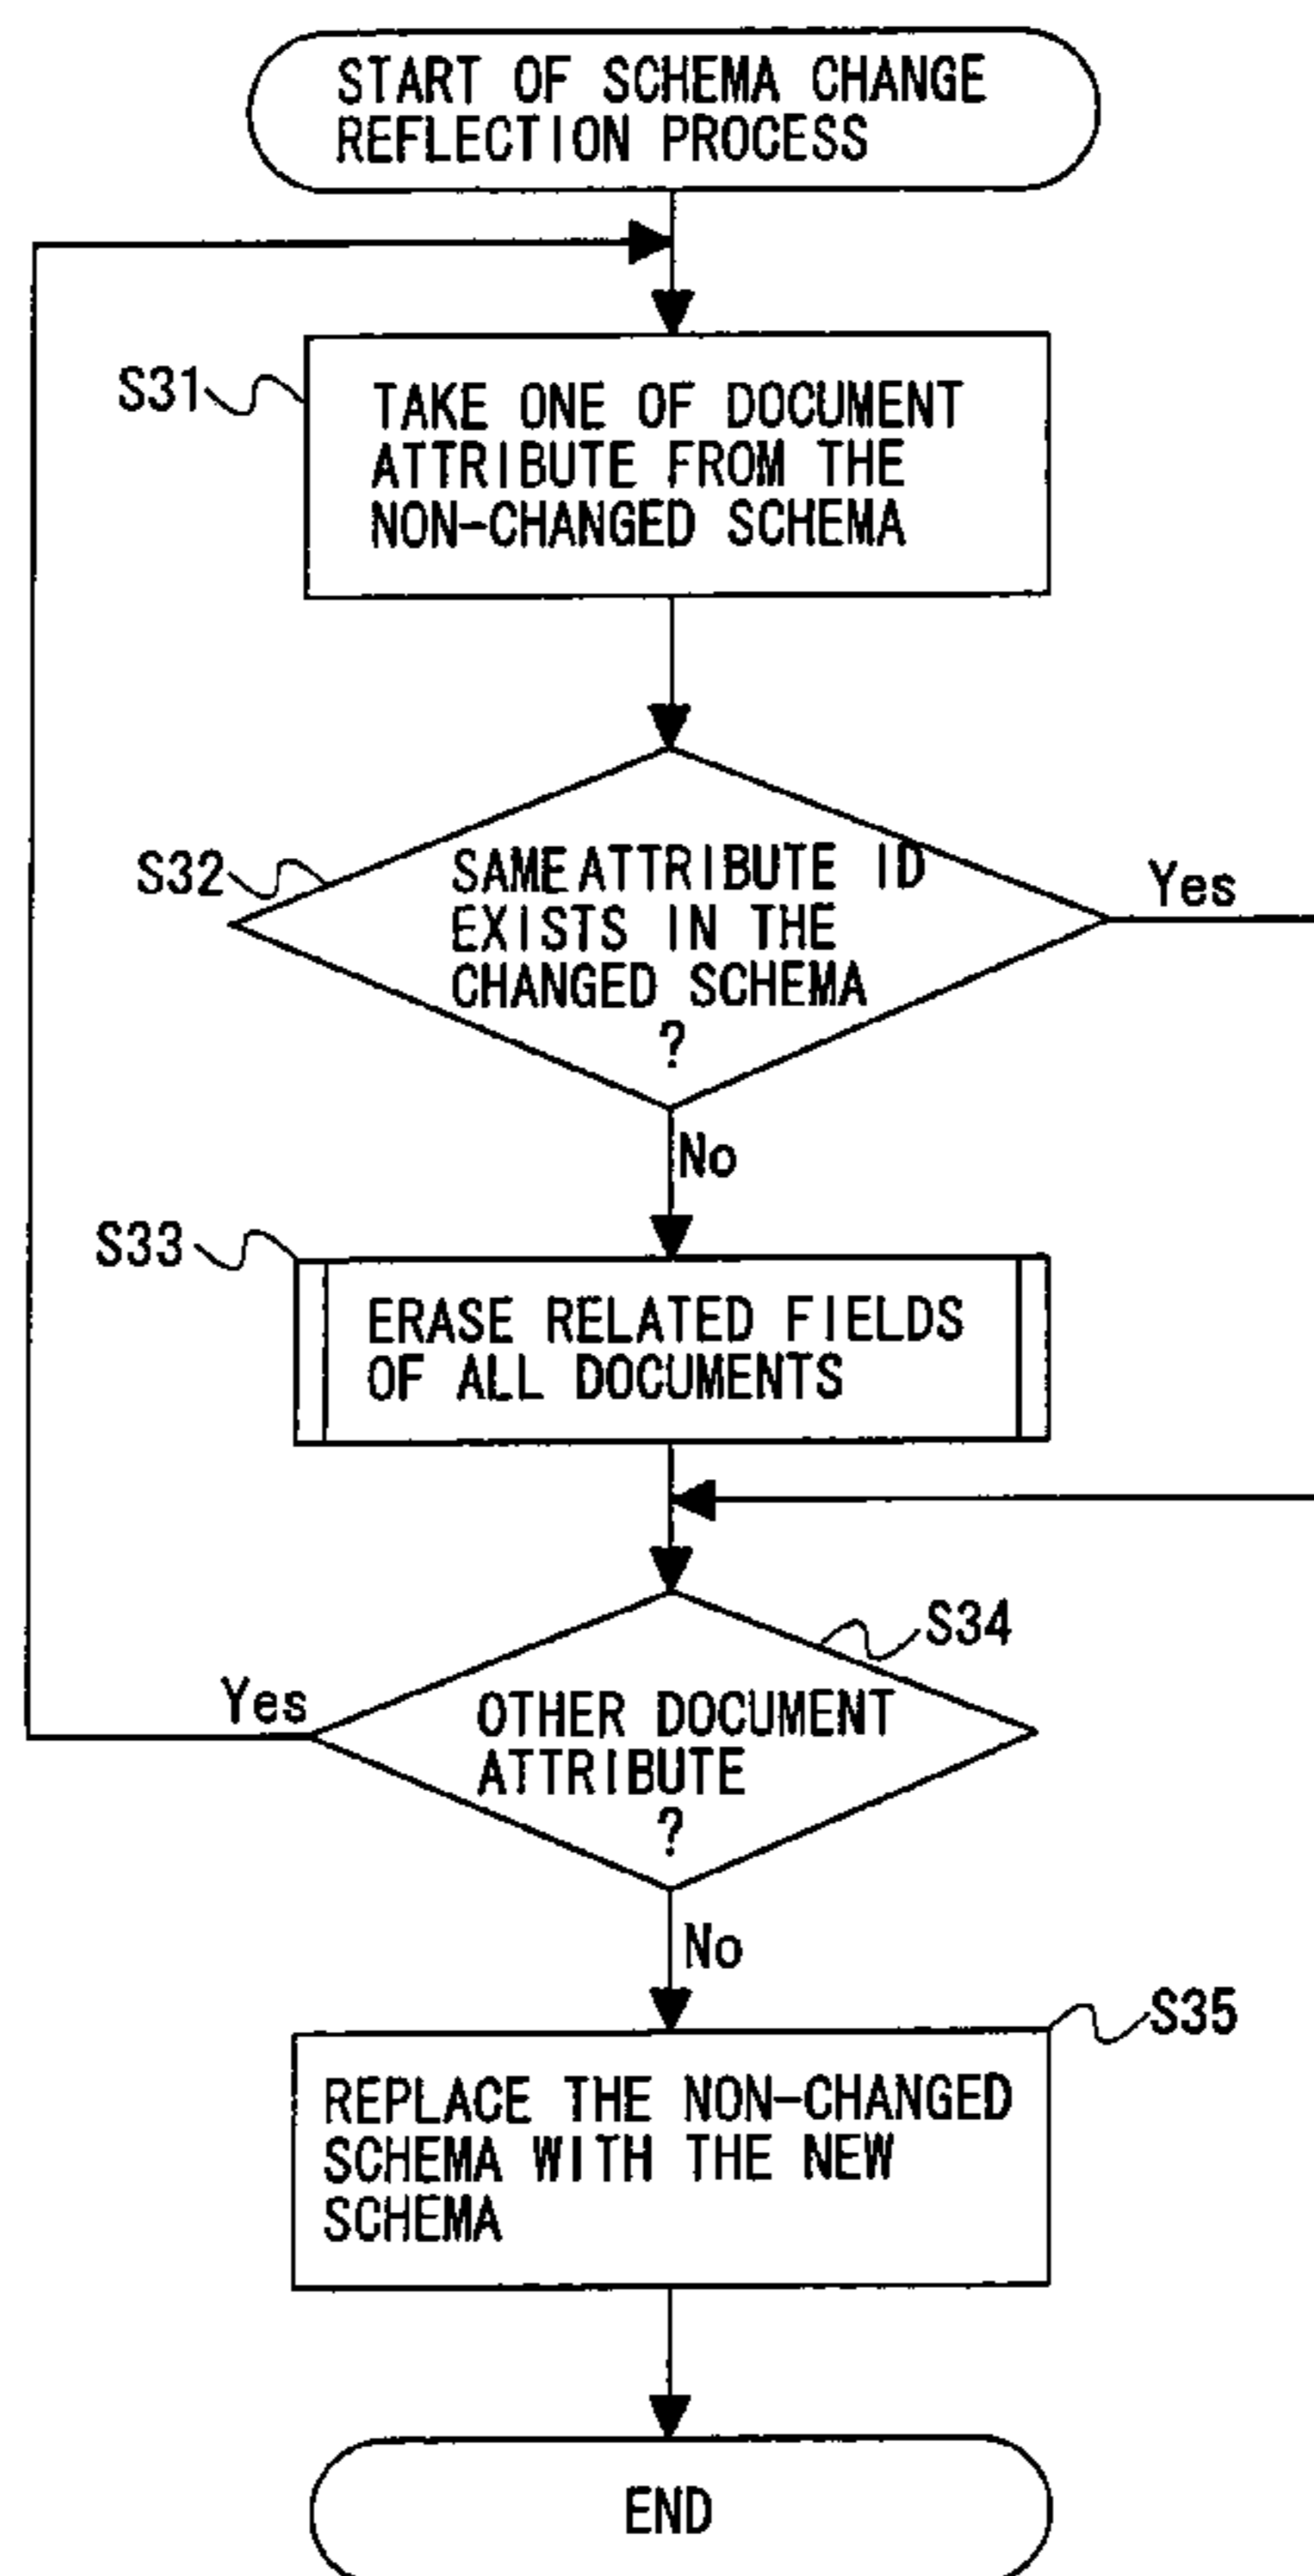 START OF SCHEMA CHANGE
REFLECTION PROCESS
S31
TAKE ONE OF DOCUMENT
ATTRIBUTE FROM THE
NON-CHANGED SCHEMA
S32
SAME ATTRIBUTE ID
EXISTS IN THE
CHANGED SCHEMA
?
Yes
No
S33
ERASE RELATED FIELDS
OF ALL DOCUMENTS
S34
Yes
OTHER DOCUMENT
ATTRIBUTE
?
No
S35
REPLACE THE NON-CHANGED
SCHEMA WITH THE NEW
SCHEMA
END